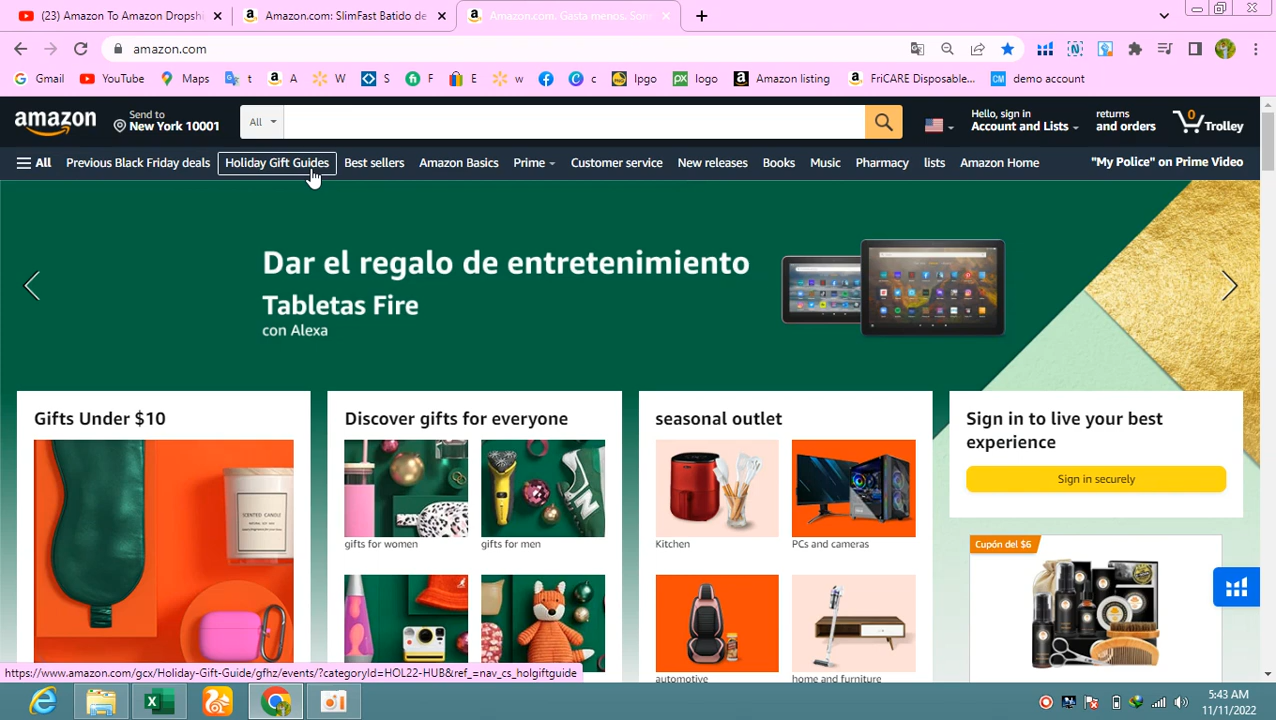 (23) Amazon To Amazon Dropshi
Amazon.com: SlimFast Batido de
Amazon.com. Gasta menos. Son
amazon.com
Gmail
YouTube
Maps
t
A
W
S
F
E
w
c
lpgo
logo
Amazon listing
FriCARE Disposable...
demo account
amazon
Send to
New York 10001
All
Hello, sign in
Account and Lists
returns
and orders
0
Trolley
All
Previous Black Friday deals
Holiday Gift Guides
Best sellers
Amazon Basics
Prime
Customer service
New releases
Books
Music
Pharmacy
lists
Amazon Home
"My Police" on Prime Video
Dar el regalo de entretenimiento
Tabletas Fire
con Alexa
Gifts Under $10
Discover gifts for everyone
seasonal outlet
Sign in to live your best
experience
Sign in securely
SCENTED CANDLE
gifts for women
gifts for men
Kitchen
PCs and cameras
Cupón del $6
automotive
home and furniture
https://www.amazon.com/gcx/Holiday-Gift-Guide/gfhz/events/?categoryId=HOL22-HUB&ref_=nav_cs_holgiftguide
5:43 AM
11/11/2022